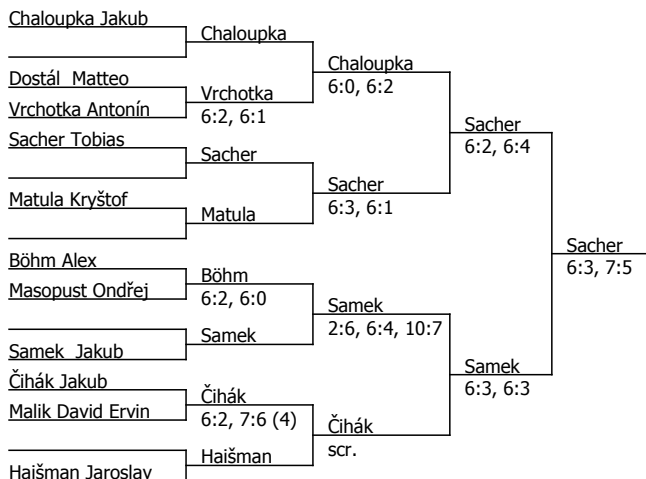 Chaloupka Jakub
Chaloupka
Chaloupka
6:0, 6:2
Dostál  Matteo
Vrchotka
6:2, 6:1
Vrchotka Antonín
Sacher
6:2, 6:4
Sacher Tobias
Sacher
Sacher
6:3, 6:1
Matula Kryštof
Matula
Sacher
6:3, 7:5
Böhm Alex
Böhm
6:2, 6:0
Masopust Ondřej
Samek
2:6, 6:4, 10:7
Samek
Samek  Jakub
Samek
6:3, 6:3
Čihák Jakub
Čihák
6:2, 7:6 (4)
Malik David Ervin
Čihák
scr.
Haišman
Haišman Jaroslav